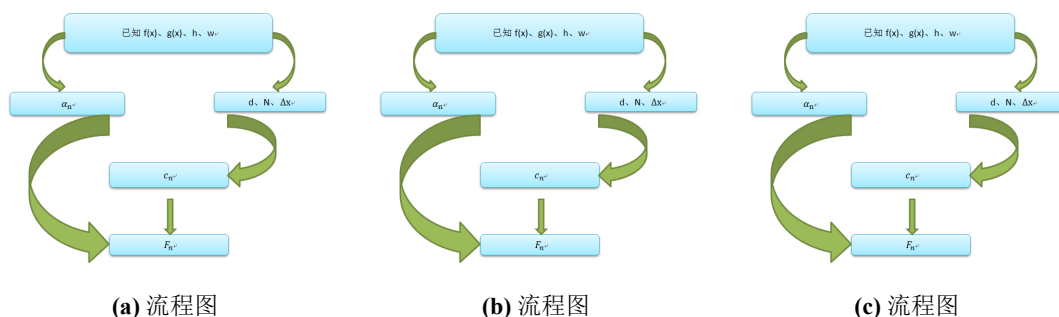 已知 f(x)、g(x)、h、w
αₙ
d、N、Δx
cₙ
Fₙ
(a) 流程图
已知 f(x)、g(x)、h、w
αₙ
d、N、Δx
cₙ
Fₙ
(b) 流程图
已知 f(x)、g(x)、h、w
αₙ
d、N、Δx
cₙ
Fₙ
(c) 流程图